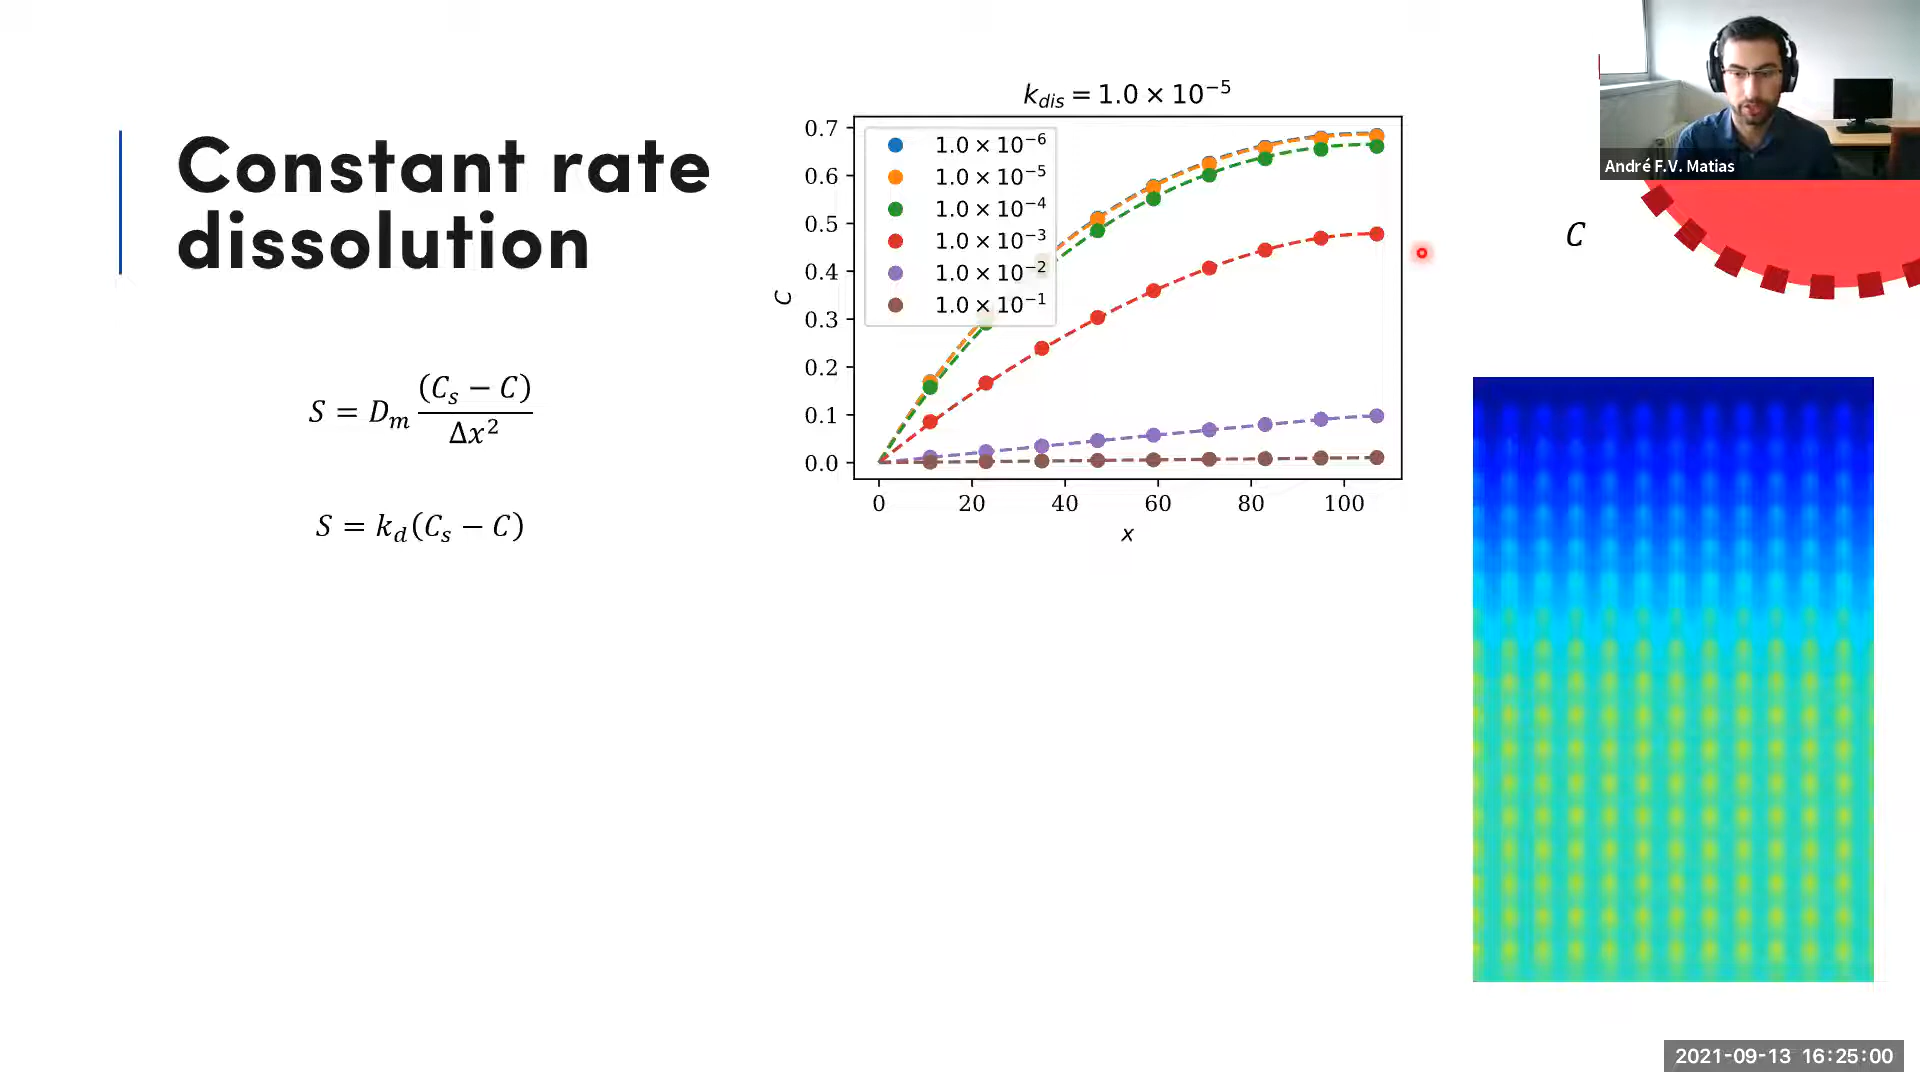 Constant rate
dissolution
S = D_m (C_s − C) / Δx²
S = k_d(C_s − C)
k_dis = 1.0 × 10⁻⁵
1.0 × 10⁻⁶
1.0 × 10⁻⁵
1.0 × 10⁻⁴
1.0 × 10⁻³
1.0 × 10⁻²
1.0 × 10⁻¹
0.7
0.6
0.5
0.4
0.3
0.2
0.1
0.0
C
0 20 40 60 80 100
x
C
André F.V. Matias
2021-09-13 16:25:00